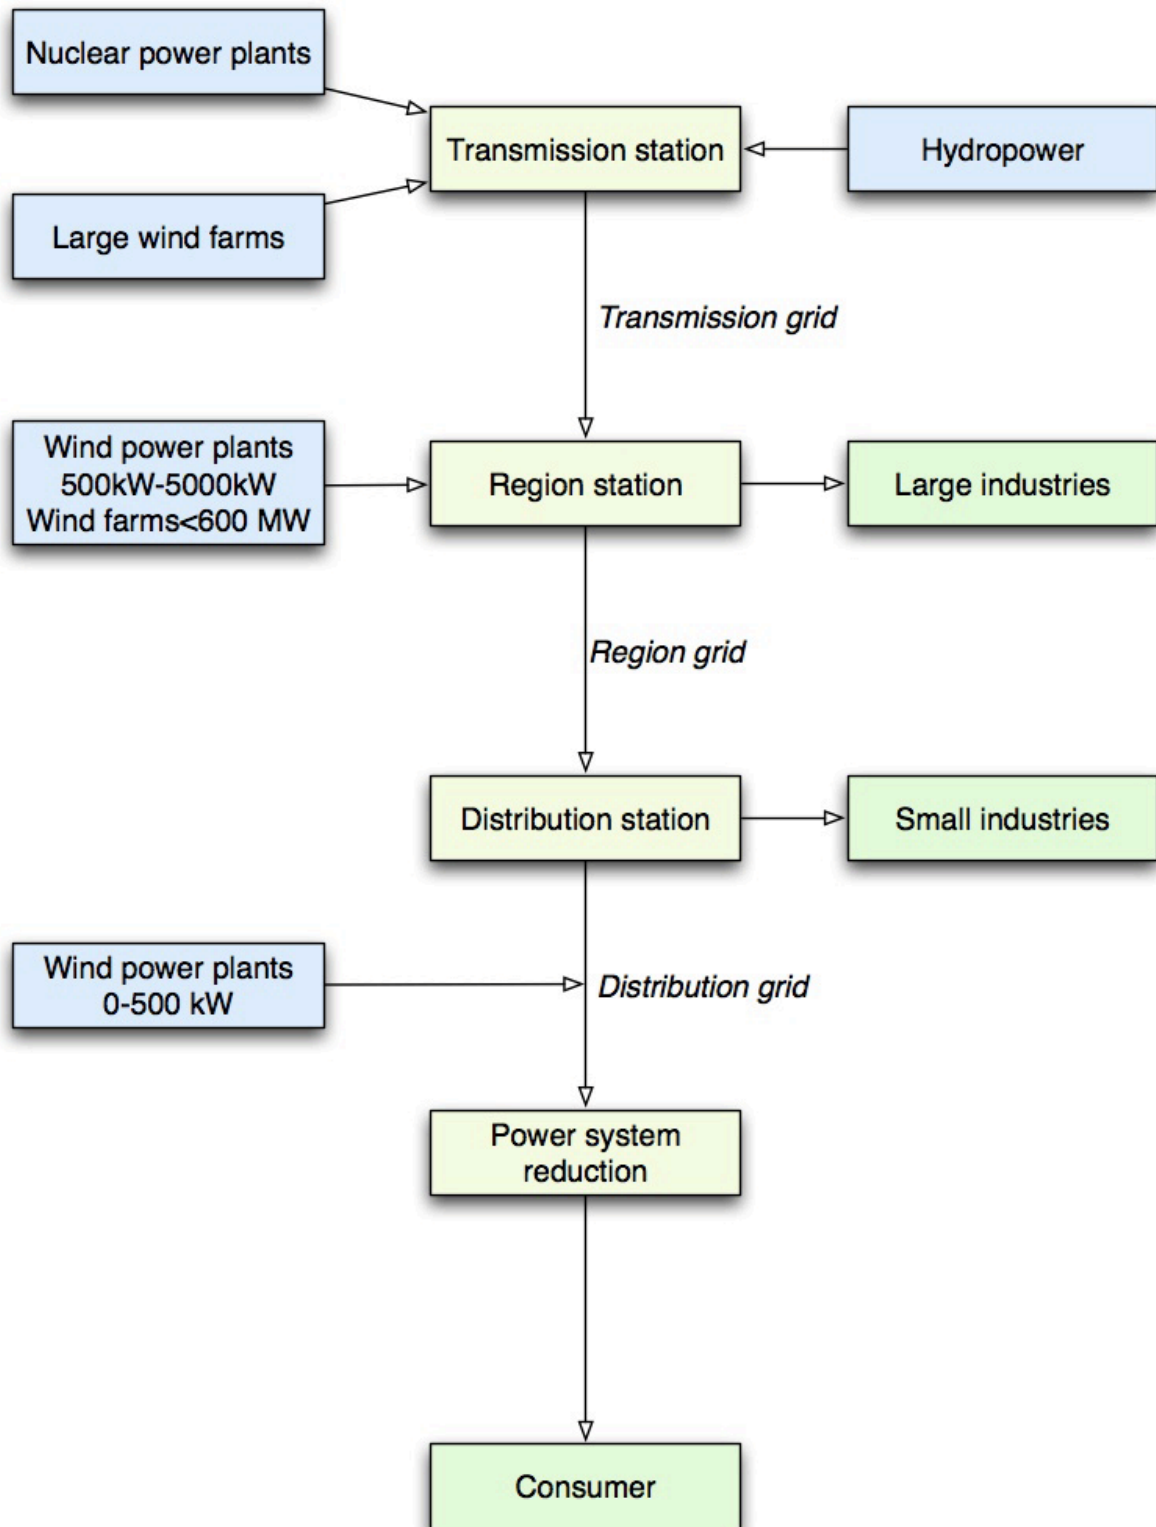 Nuclear power plants
Transmission station
Hydropower
Large wind farms
Transmission grid
Wind power plants
500kW-5000kW
Wind farms<600 MW
Region station
Large industries
Region grid
Distribution station
Small industries
Wind power plants
0-500 kW
Distribution grid
Power system
reduction
Consumer